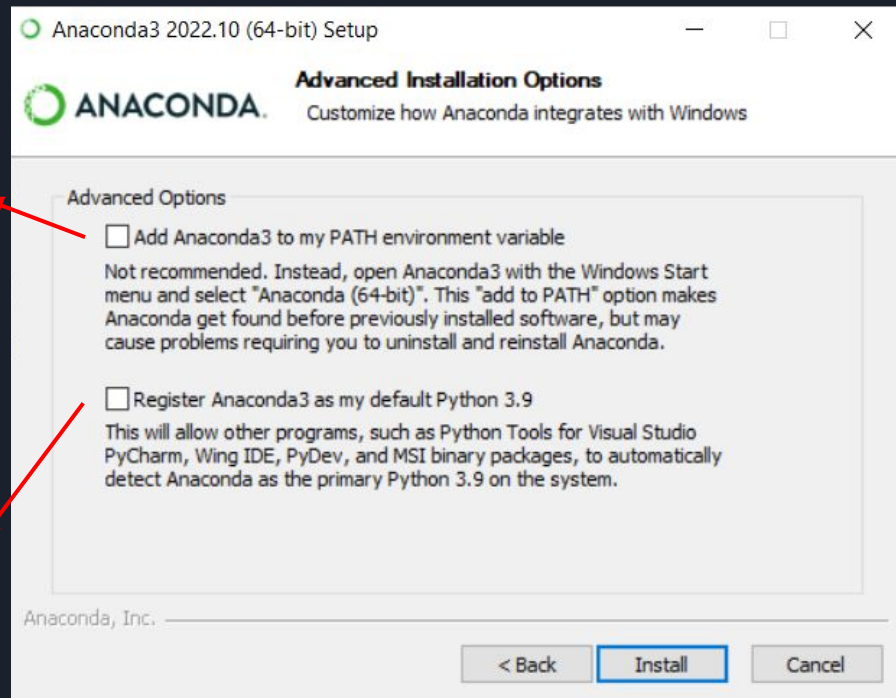 Anaconda3 2022.10 (64-bit) Setup
ANACONDA.
Advanced Installation Options
Customize how Anaconda integrates with Windows
Advanced Options
Add Anaconda3 to my PATH environment variable
Not recommended. Instead, open Anaconda3 with the Windows Start
menu and select "Anaconda (64-bit)". This "add to PATH" option makes
Anaconda get found before previously installed software, but may
cause problems requiring you to uninstall and reinstall Anaconda.
Register Anaconda3 as my default Python 3.9
This will allow other programs, such as Python Tools for Visual Studio
PyCharm, Wing IDE, PyDev, and MSI binary packages, to automatically
detect Anaconda as the primary Python 3.9 on the system.
Anaconda, Inc.
< Back
Install
Cancel